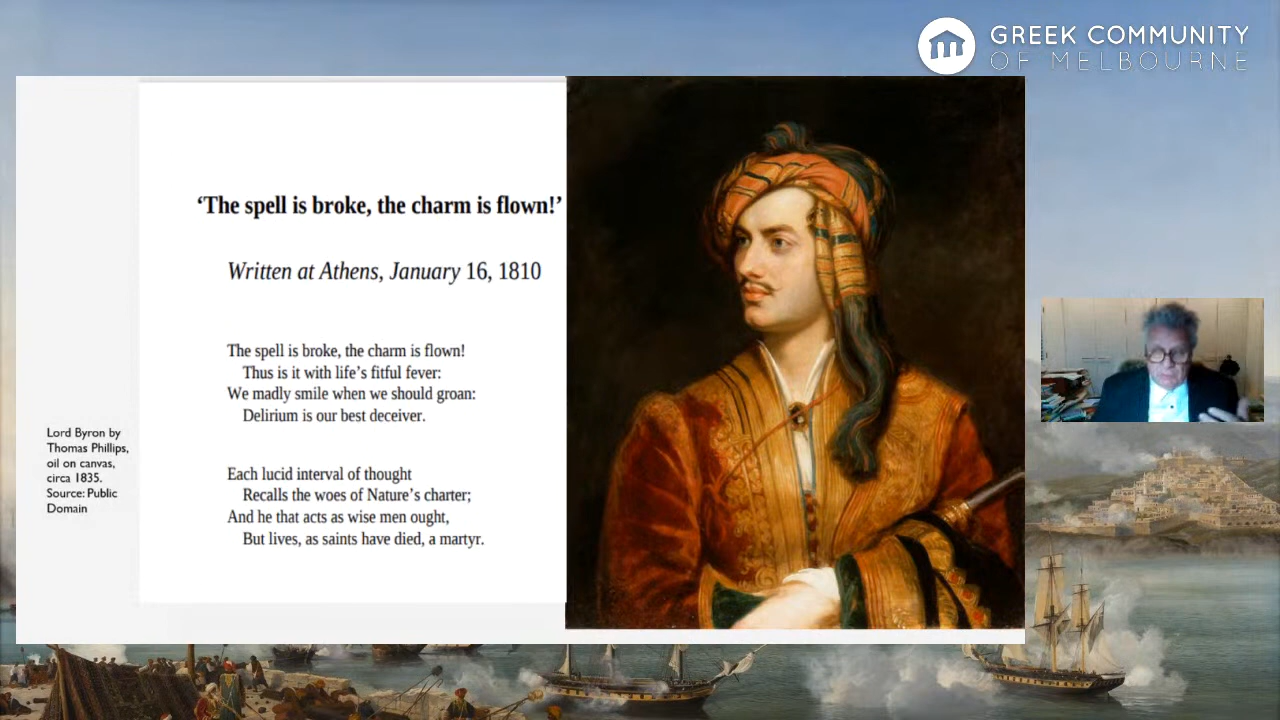 GREEK COMMUNITY
OF MELBOURNE
‘The spell is broke, the charm is flown!’
Written at Athens, January 16, 1810
The spell is broke, the charm is flown!
Thus is it with life’s fitful fever:
We madly smile when we should groan:
Delirium is our best deceiver.
Each lucid interval of thought
Recalls the woes of Nature’s charter;
And he that acts as wise men ought,
But lives, as saints have died, a martyr.
Lord Byron by
Thomas Phillips,
oil on canvas,
circa 1835.
Source: Public
Domain